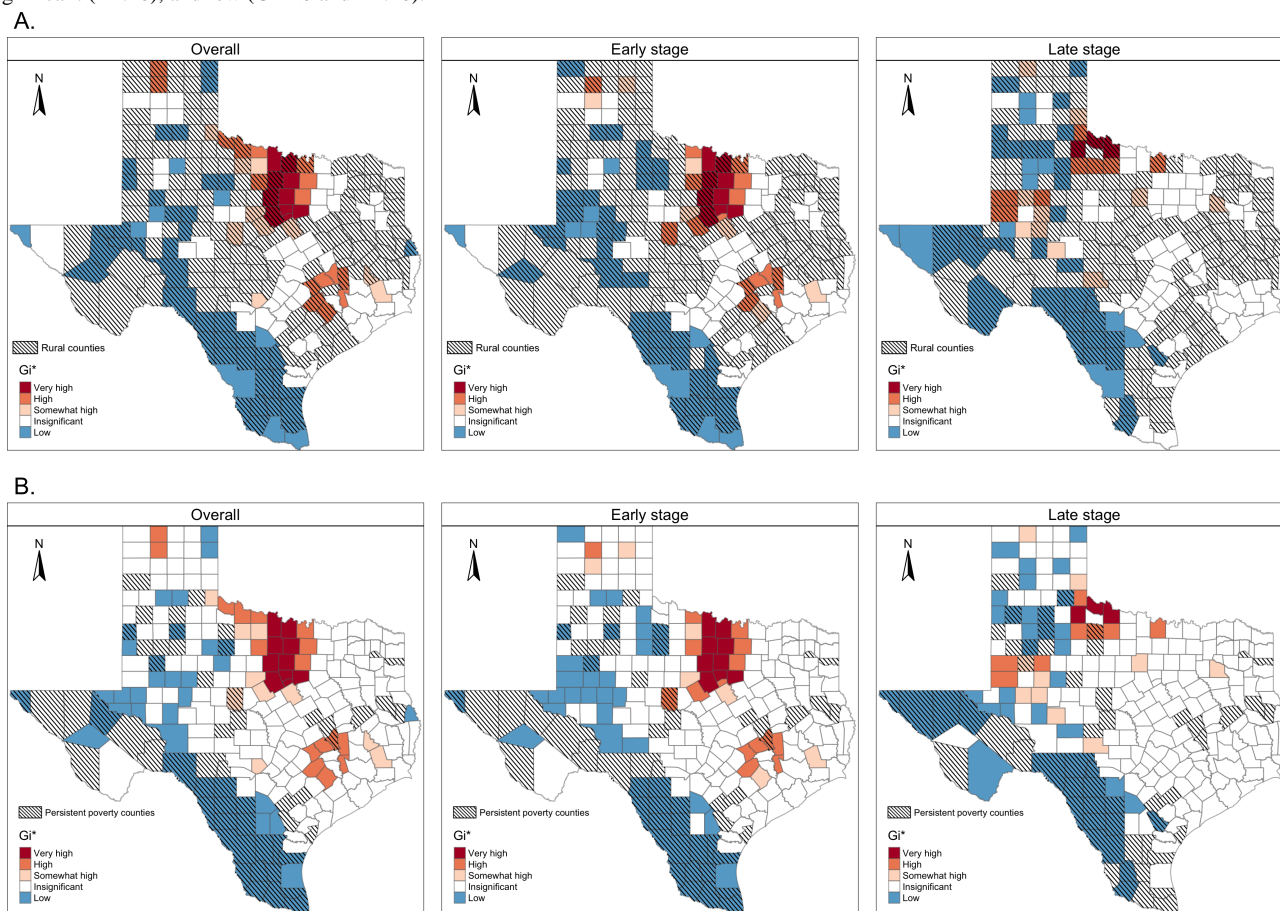 A.
Overall
Early stage
Late stage
N
N
N
Rural counties
Rural counties
Rural counties
Gi*
Very high
High
Somewhat high
Insignificant
Low
Gi*
Very high
High
Somewhat high
Insignificant
Low
Gi*
Very high
High
Somewhat high
Insignificant
Low
B.
Overall
Early stage
Late stage
N
N
N
Persistent poverty counties
Persistent poverty counties
Persistent poverty counties
Gi*
Very high
High
Somewhat high
Insignificant
Low
Gi*
Very high
High
Somewhat high
Insignificant
Low
Gi*
Very high
High
Somewhat high
Insignificant
Low